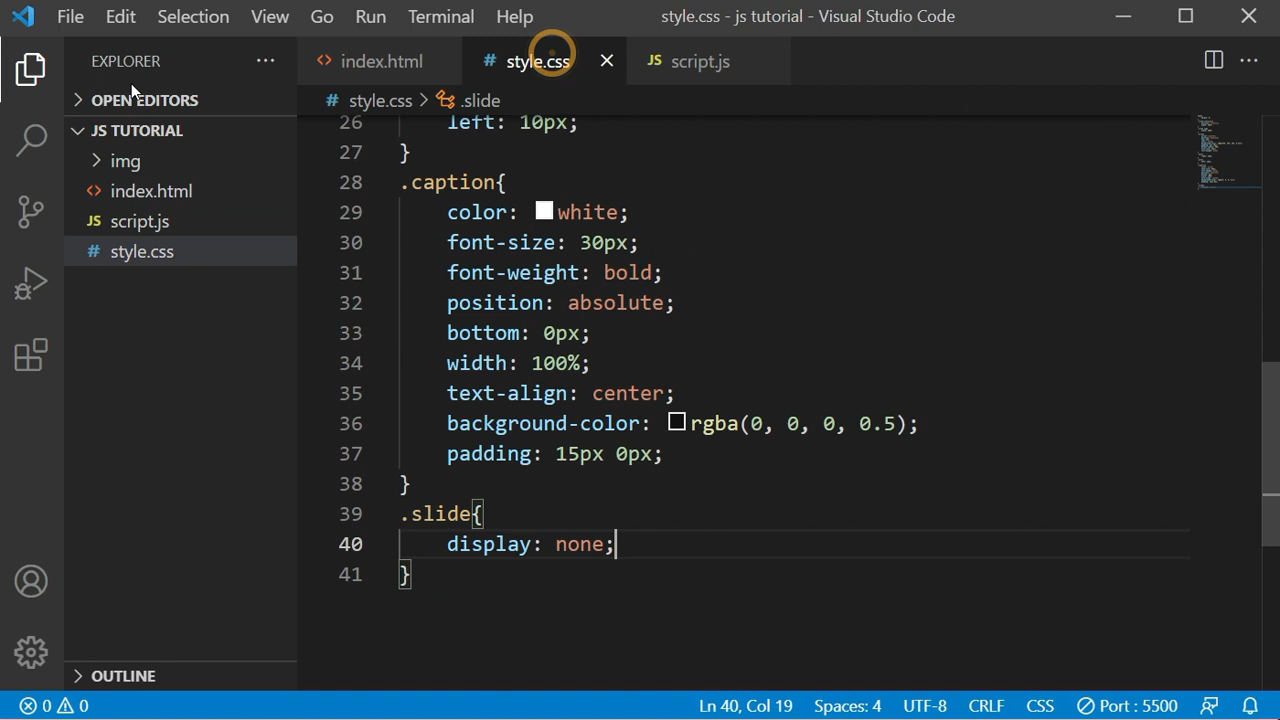 File Edit Selection View Go Run Terminal Help style.css - js tutorial - Visual Studio Code
EXPLORER
OPEN EDITORS
JS TUTORIAL
img
index.html
JS script.js
# style.css
OUTLINE
index.html # style.css JS script.js
# style.css > .slide
26 left: 10px;
27 }
28 .caption{
29 color: white;
30 font-size: 30px;
31 font-weight: bold;
32 position: absolute;
33 bottom: 0px;
34 width: 100%;
35 text-align: center;
36 background-color: rgba(0, 0, 0, 0.5);
37 padding: 15px 0px;
38 }
39 .slide{
40 display: none;
41 }
0 0 Ln 40, Col 19 Spaces: 4 UTF-8 CRLF CSS Port : 5500